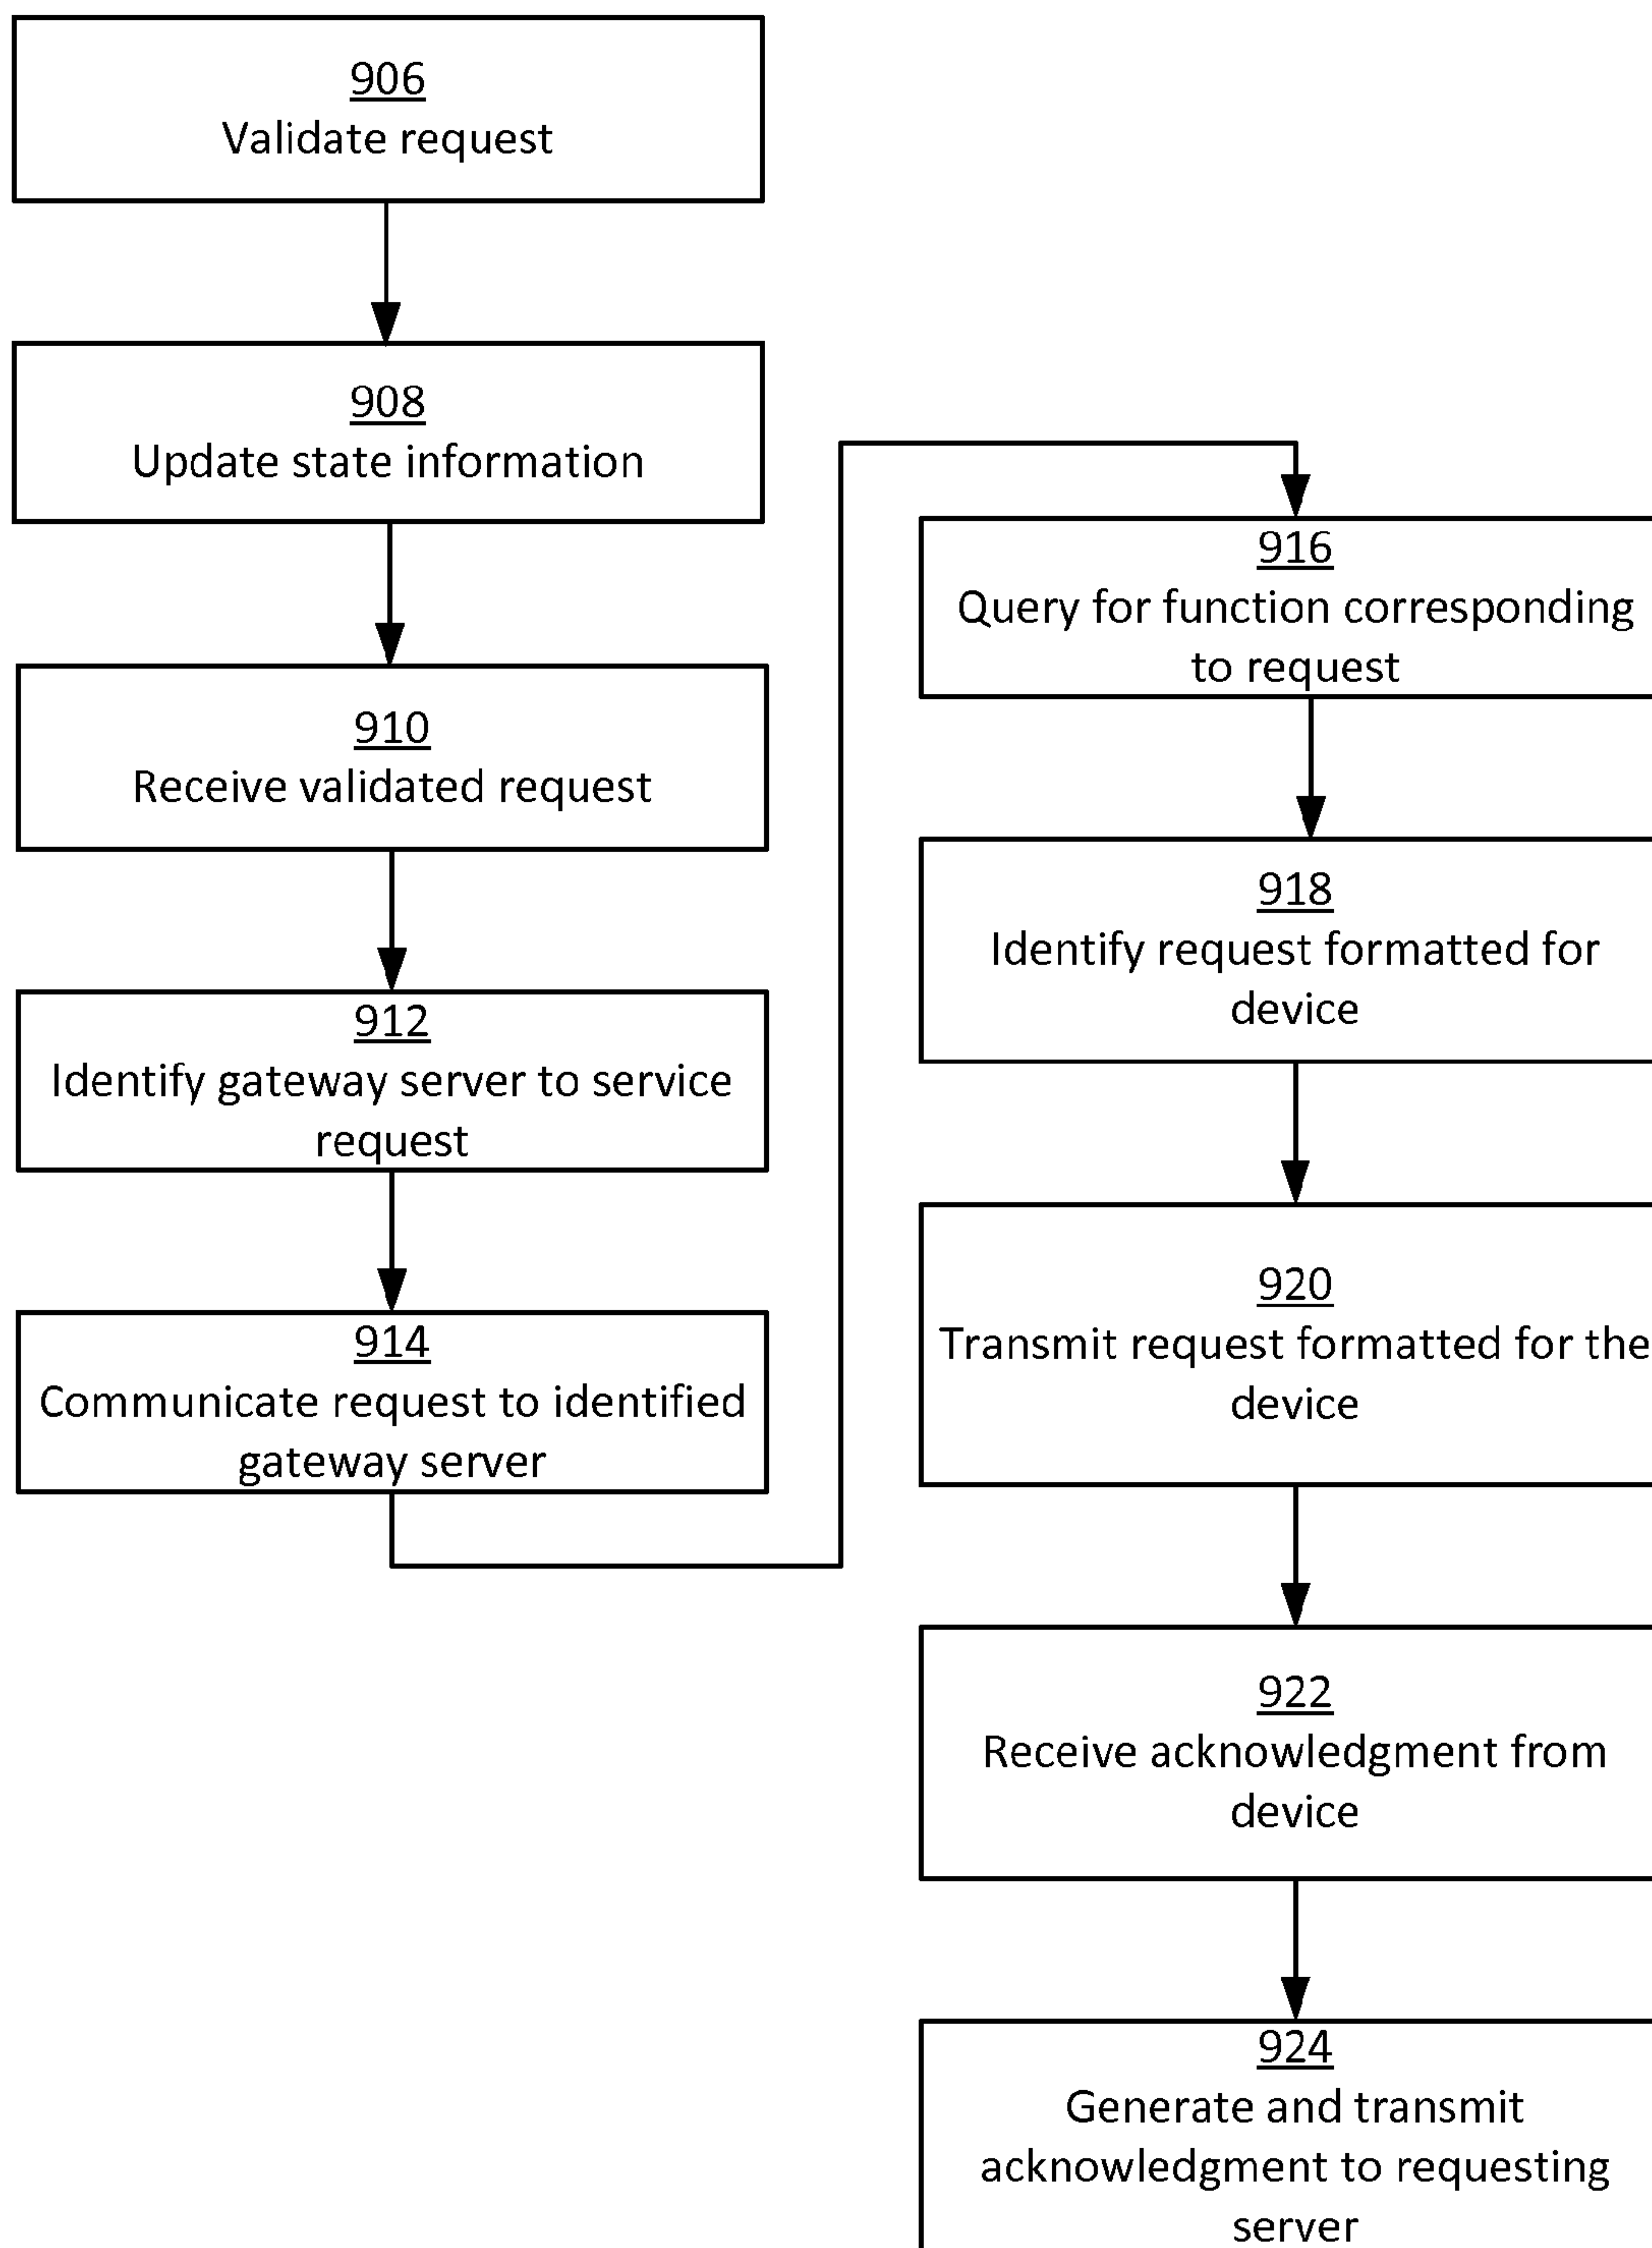 906
Validate request
908
Update state information
910
Receive validated request
912
Identify gateway server to service
request
914
Communicate request to identified
gateway server
916
Query for function corresponding
to request
918
Identify request formatted for
device
920
Transmit request formatted for the
device
922
Receive acknowledgment from
device
924
Generate and transmit
acknowledgment to requesting
server